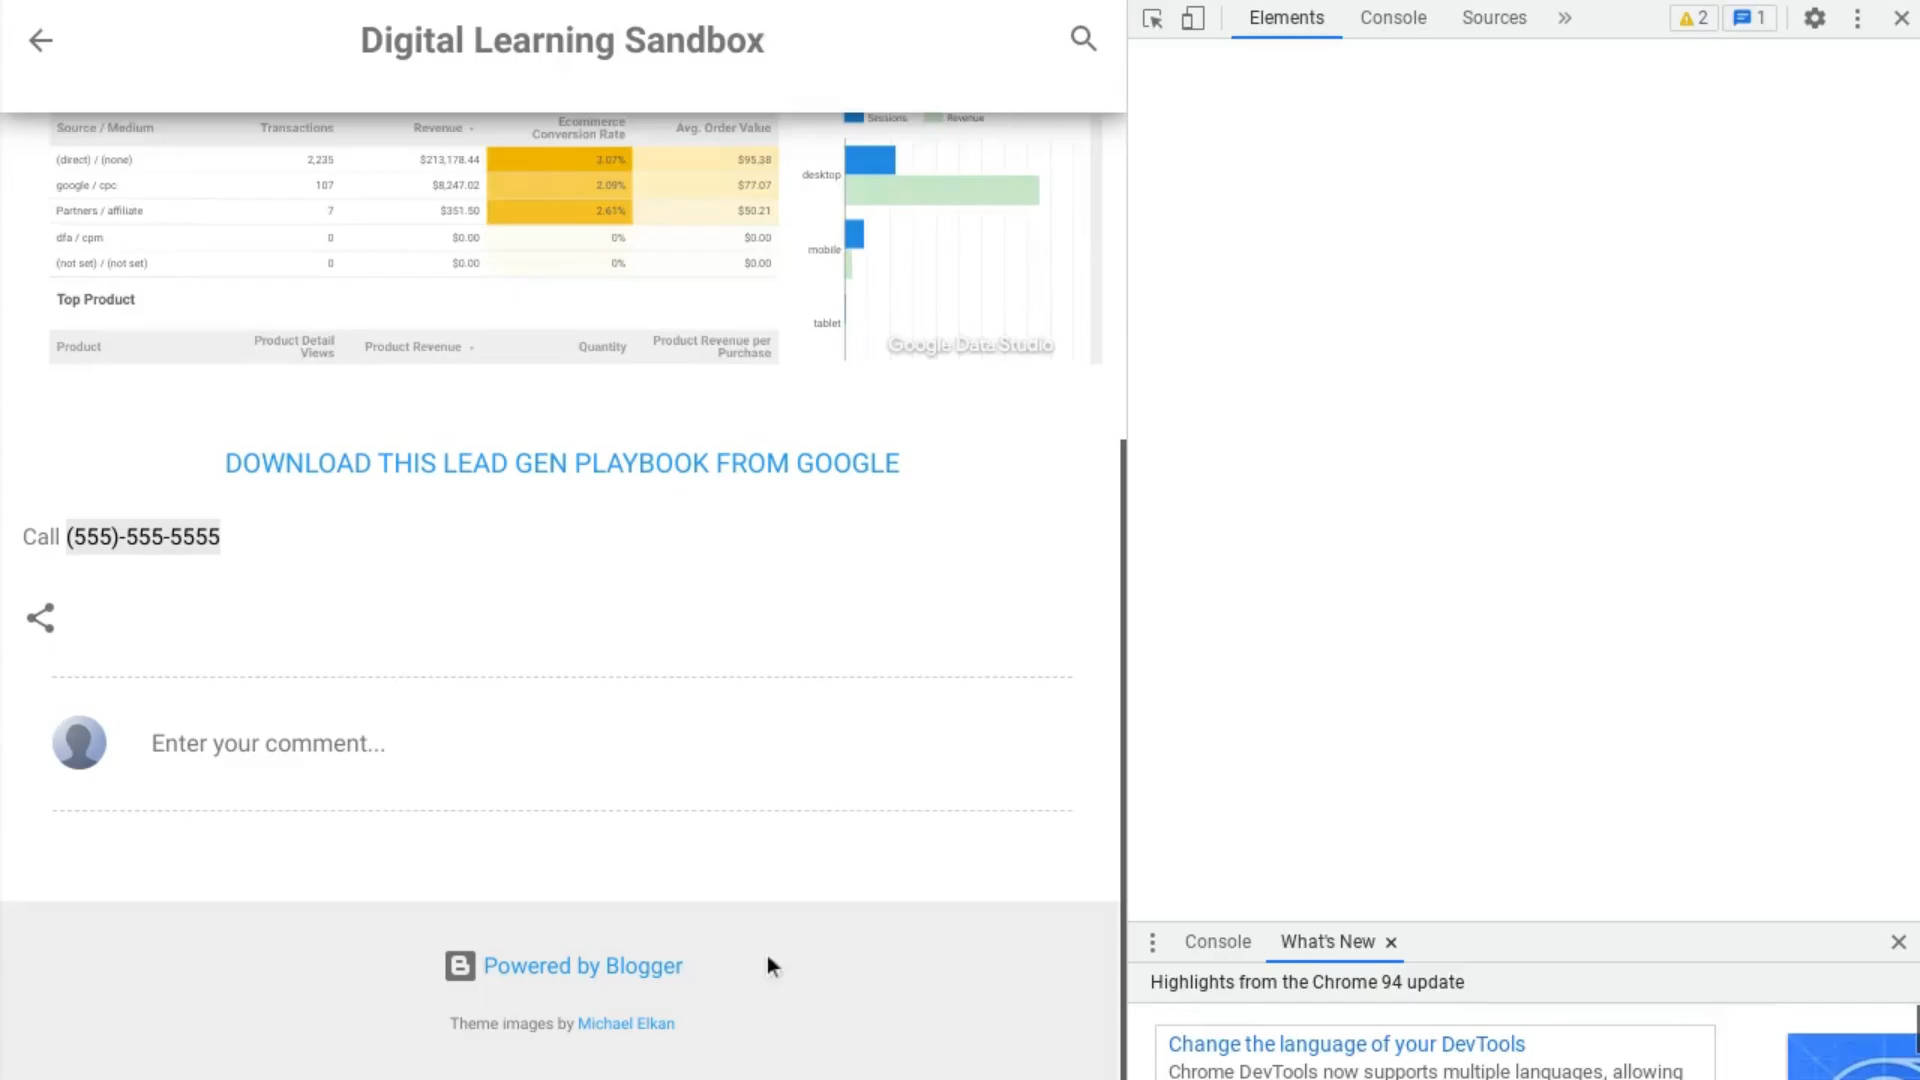 Digital Learning Sandbox
Source / Medium Transactions Revenue Ecommerce Conversion Rate Avg. Order Value
(direct) / (none) 2,235 $213,178.44 3.07% $95.38
google / cpc 107 $8,247.02 2.09% $77.07
Partners / affiliate 7 $351.50 2.61% $50.21
dfa / cpm 0 $0.00 0% $0.00
(not set) / (not set) 0 $0.00 0% $0.00
Top Product
Product Product Detail Views Product Revenue Quantity Product Revenue per Purchase
Sessions Revenue
desktop
mobile
tablet
Google Data Studio
DOWNLOAD THIS LEAD GEN PLAYBOOK FROM GOOGLE
Call (555)-555-5555
Enter your comment...
Powered by Blogger
Theme images by Michael Elkan
Elements Console Sources » 2 1
Console What's New
Highlights from the Chrome 94 update
Change the language of your DevTools
Chrome DevTools now supports multiple languages, allowing